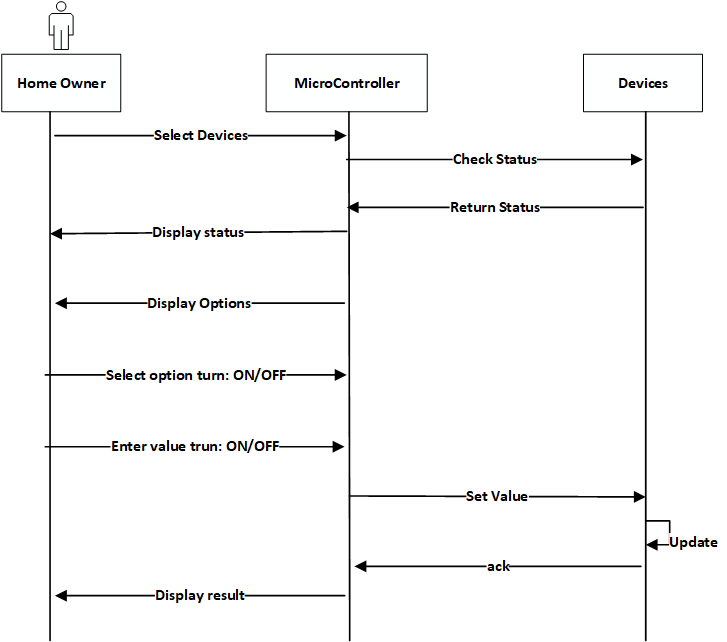 Home Owner
MicroController
Devices
Select Devices
Check Status
Return Status
Display status
Display Options
Select option turn: ON/OFF
Enter value trun: ON/OFF
Set Value
Update
ack
Display result